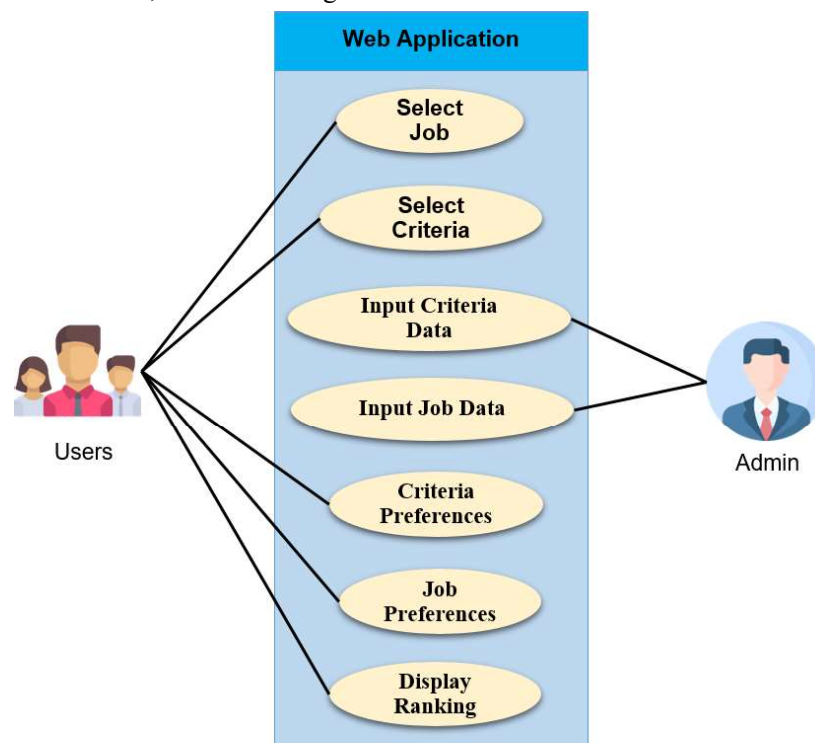 Web Application
Select
Job
Select
Criteria
Input Criteria
Data
Input Job Data
Users
Admin
Criteria
Preferences
Job
Preferences
Display
Ranking